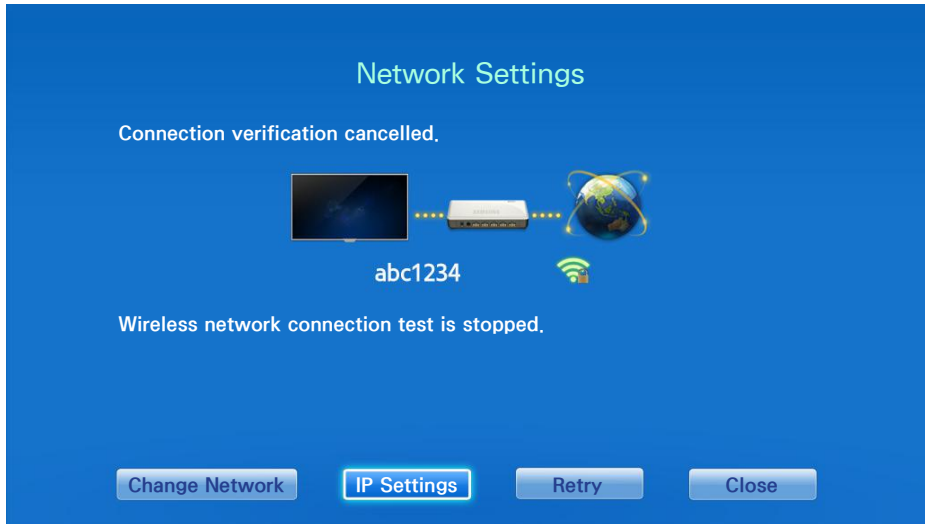 Network Settings
Connection verification cancelled.
abc1234
Wireless network connection test is stopped.
Change Network
IP Settings
Retry
Close